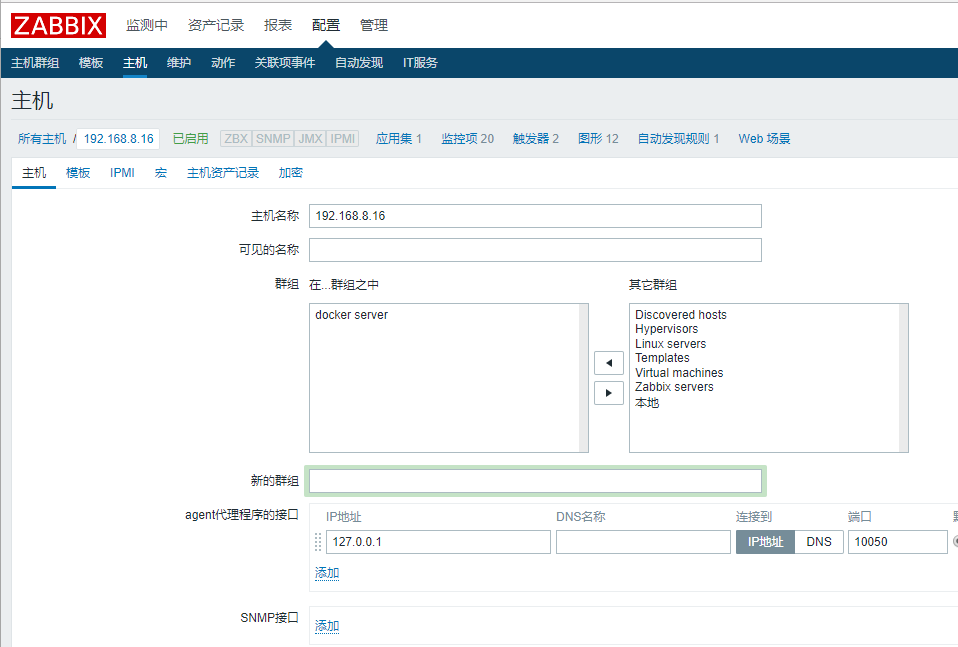 ZABBIX 监测中 资产记录 报表 配置 管理
主机群组 模板 主机 维护 动作 关联项事件 自动发现 IT服务
主机
所有主机 / 192.168.8.16 已启用 ZBX SNMP JMX IPMI 应用集 1 监控项 20 触发器 2 图形 12 自动发现规则 1 Web 场景
主机 模板 IPMI 宏 主机资产记录 加密
主机名称 192.168.8.16
可见的名称
群组 在...群组之中 其它群组
docker server
Discovered hosts
Hypervisors
Linux servers
Templates
Virtual machines
Zabbix servers
本地
新的群组
agent代理程序的接口 IP地址 DNS名称 连接到 端口
127.0.0.1 IP地址 DNS 10050
添加
SNMP接口 添加